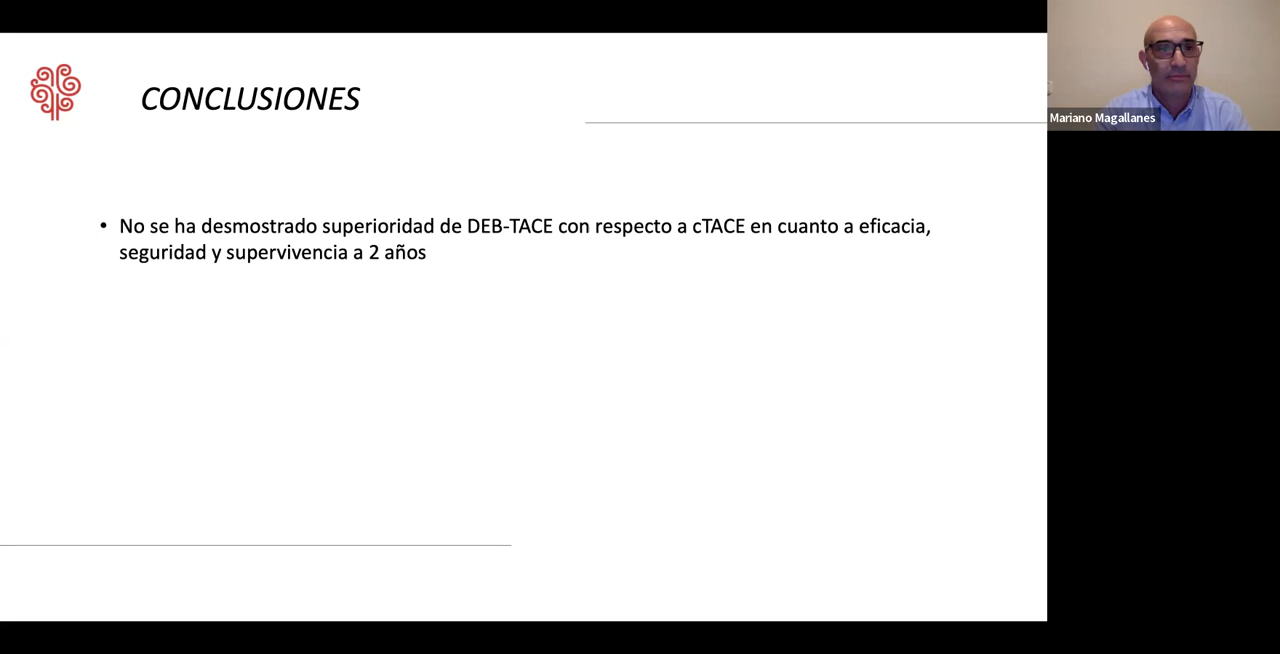 CONCLUSIONES
Mariano Magallanes
• No se ha desmostrado superioridad de DEB-TACE con respecto a cTACE en cuanto a eficacia,
seguridad y supervivencia a 2 años